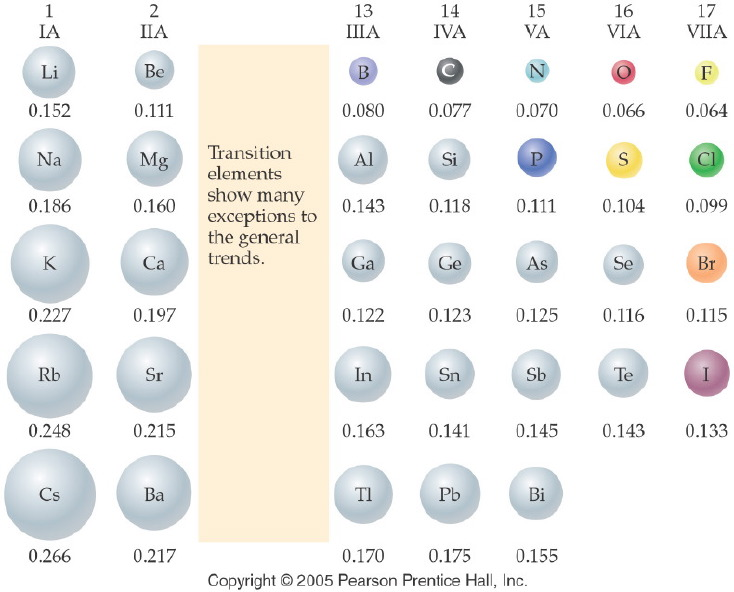 1 2 13 14 15 16 17
IA IIA IIIA IVA VA VIA VIIA
Li Be B C N O F
0.152 0.111 0.080 0.077 0.070 0.066 0.064
Na Mg Al Si P S Cl
0.186 0.160 0.143 0.118 0.111 0.104 0.099
Transition
elements
show many
exceptions to
the general
trends.
K Ca Ga Ge As Se Br
0.227 0.197 0.122 0.123 0.125 0.116 0.115
Rb Sr In Sn Sb Te I
0.248 0.215 0.163 0.141 0.145 0.143 0.133
Cs Ba Tl Pb Bi
0.266 0.217 0.170 0.175 0.155
Copyright © 2005 Pearson Prentice Hall, Inc.